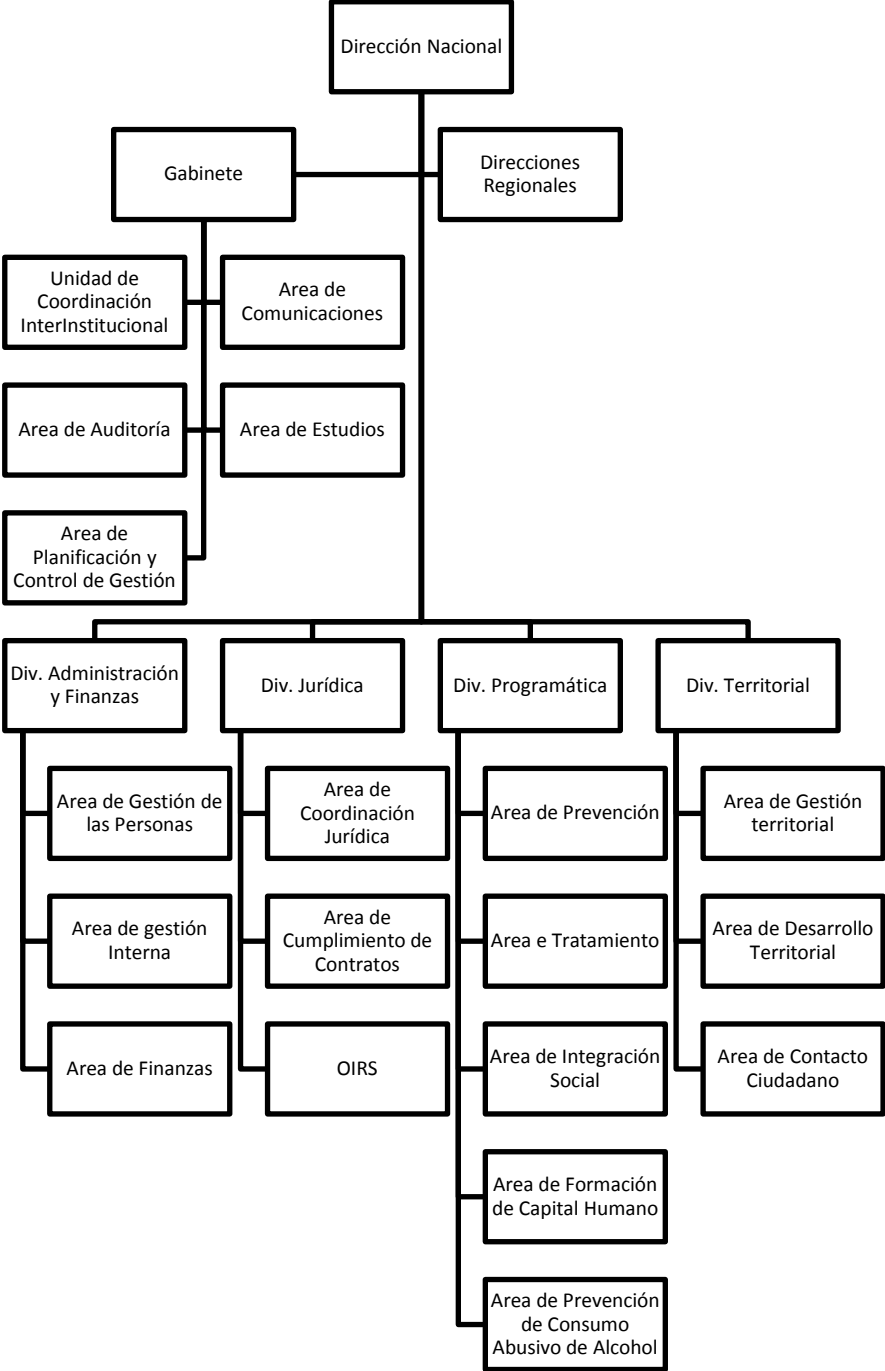 Dirección Nacional
Gabinete
Direcciones
Regionales
Unidad de
Coordinación
InterInstitucional
Area de
Comunicaciones
Area de Auditoría
Area de Estudios
Area de
Planificación y
Control de Gestión
Div. Administración
y Finanzas
Div. Jurídica
Div. Programática
Div. Territorial
Area de Gestión de
las Personas
Area de
Coordinación
Jurídica
Area de Prevención
Area de Gestión
territorial
Area de gestión
Interna
Area de
Cumplimiento de
Contratos
Area e Tratamiento
Area de Desarrollo
Territorial
Area de Finanzas
OIRS
Area de Integración
Social
Area de Contacto
Ciudadano
Area de Formación
de Capital Humano
Area de Prevención
de Consumo
Abusivo de Alcohol